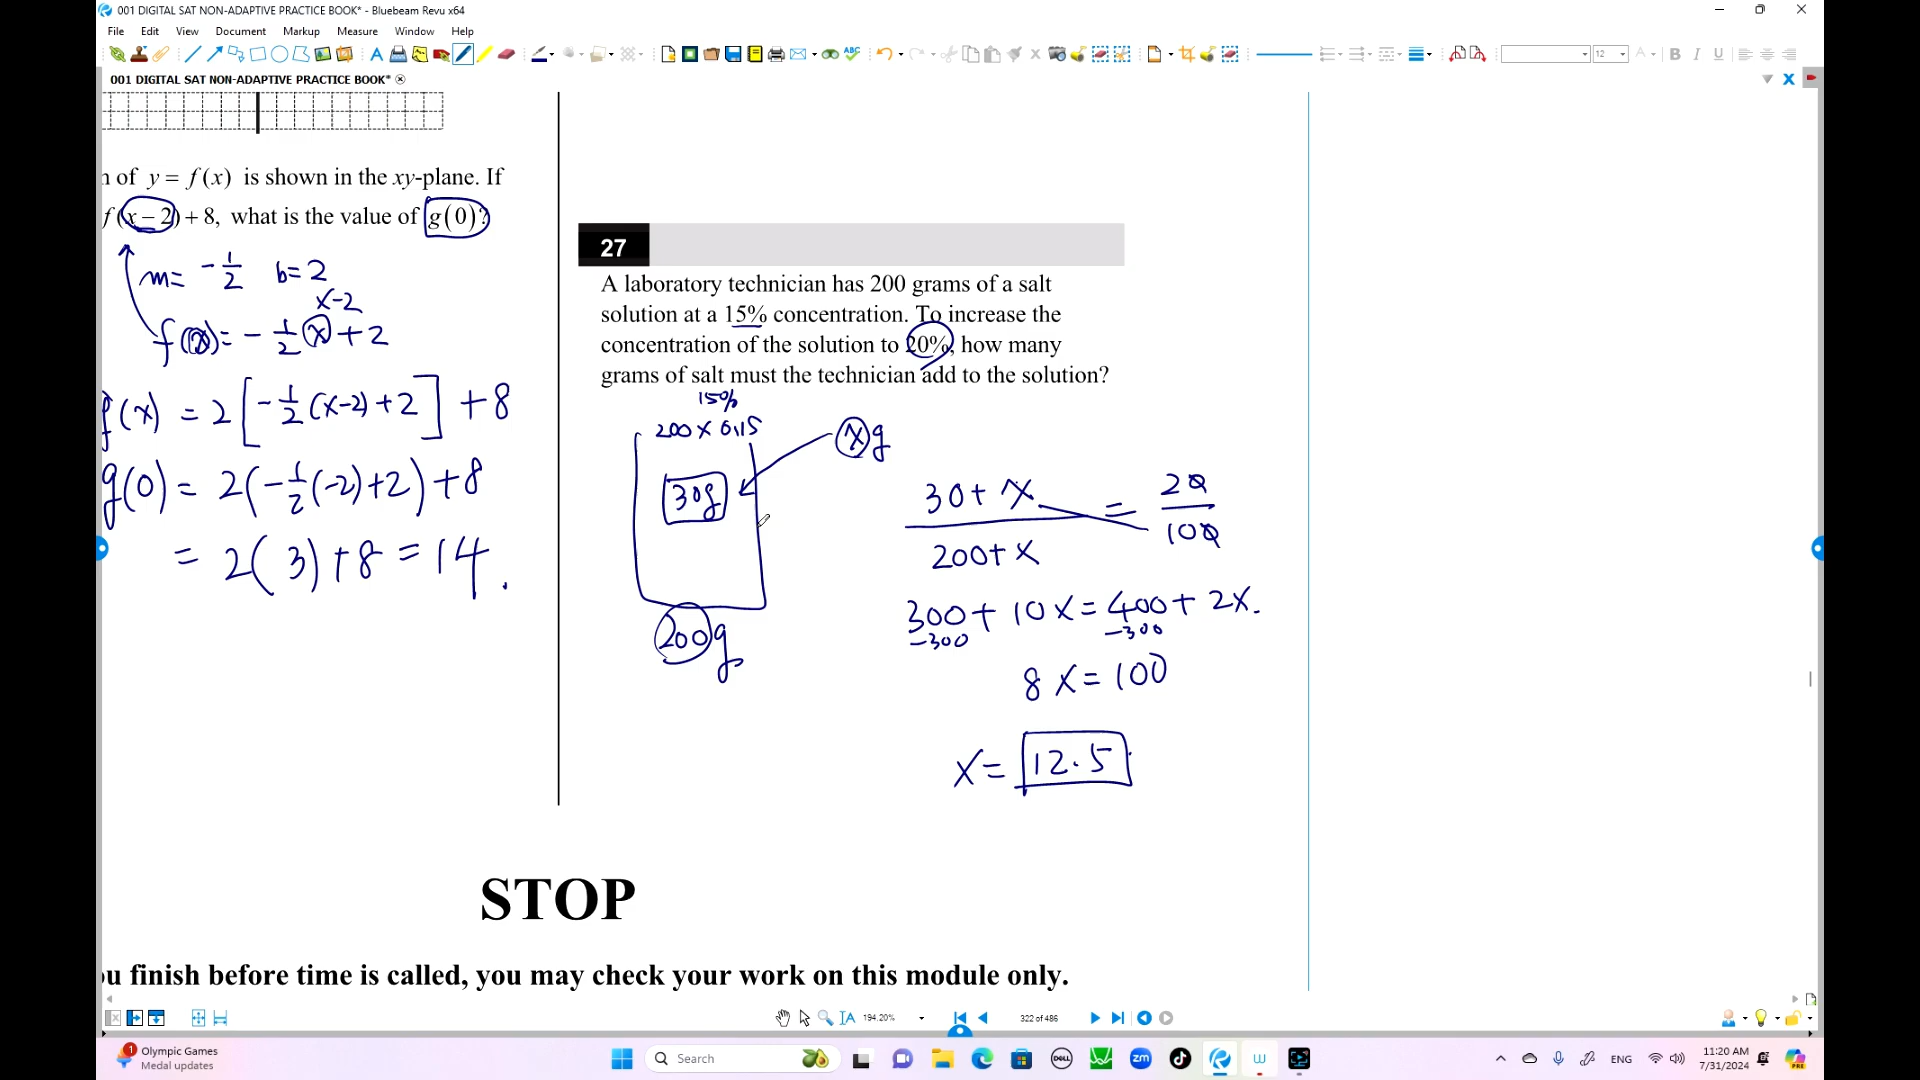 001 DIGITAL SAT NON-ADAPTIVE PRACTICE BOOK* - Bluebeam Revu x64
File Edit View Document Markup Measure Window Help
12
001 DIGITAL SAT NON-ADAPTIVE PRACTICE BOOK*
of y = f(x) is shown in the xy-plane. If
f(x−2)+8, what is the value of g(0)?
m= -1/2 b=2
x-2
f(x)= -1/2 x+2
(x) = 2[-1/2(x-2)+2] +8
g(0) = 2(-1/2(-2)+2)+8
= 2(3)+8=14.
27
A laboratory technician has 200 grams of a salt
solution at a 15% concentration. To increase the
concentration of the solution to 20%, how many
grams of salt must the technician add to the solution?
15%
200 x 0.15
x g
30g
200g
30+x / 200+x = 20/100
300+10x=400+2x.
-300 -300
8x=100
x= 12.5
STOP
finish before time is called, you may check your work on this module only.
194.20%
322 of 486
Olympic Games
Medal updates
Search
DELL
zm
W
ENG
11:20 AM
7/31/2024
PRE